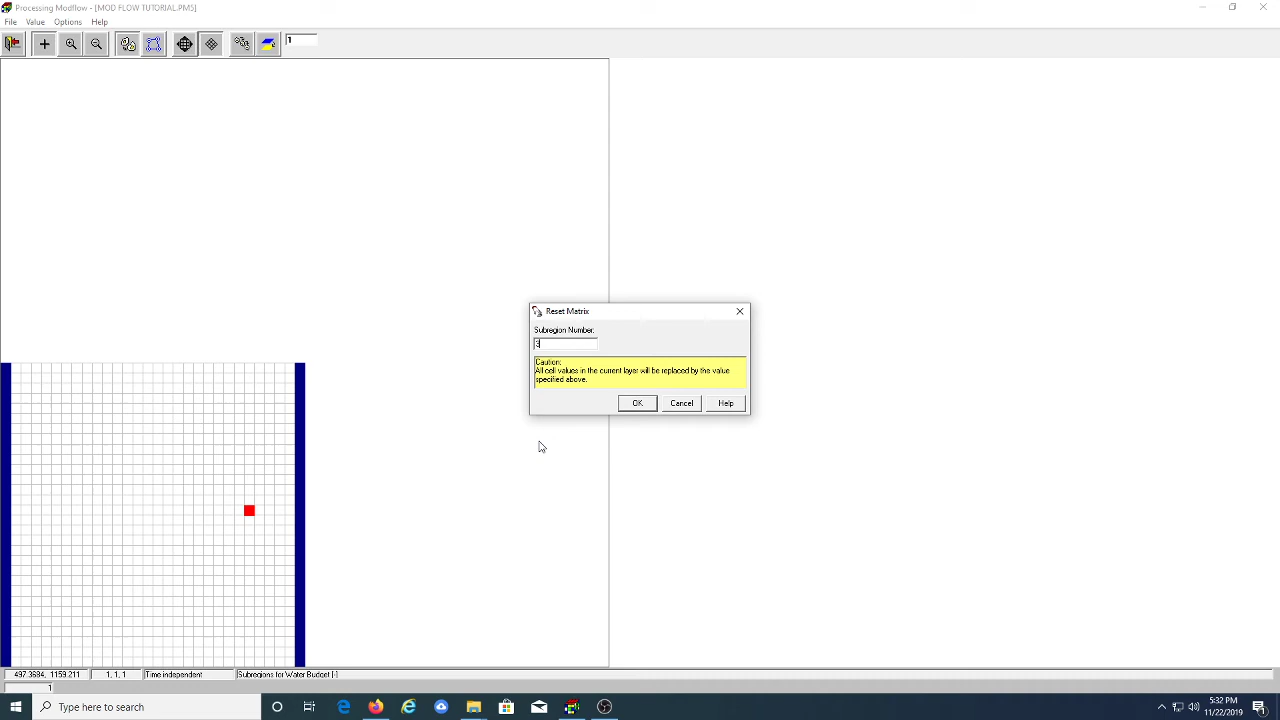 Processing Modflow - [MOD FLOW TUTORIAL.PM5]
File Value Options Help
1
Reset Matrix
Subregion Number:
3
Caution:
All cell values in the current layer will be replaced by the value
specified above.
OK Cancel Help
497.3684, 1159.211 1, 1, 1 Time independent Subregions for Water Budget [-]
1
Type here to search
5:32 PM
11/22/2019
1